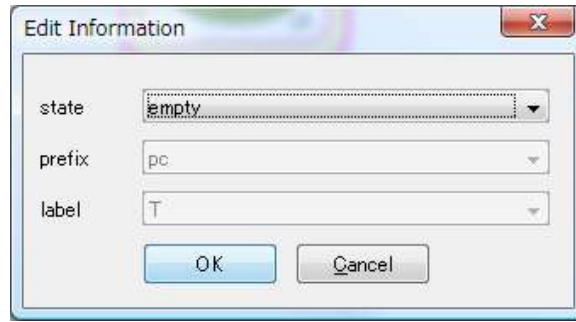 Edit Information
state empty
prefix pc
label T
OK Cancel